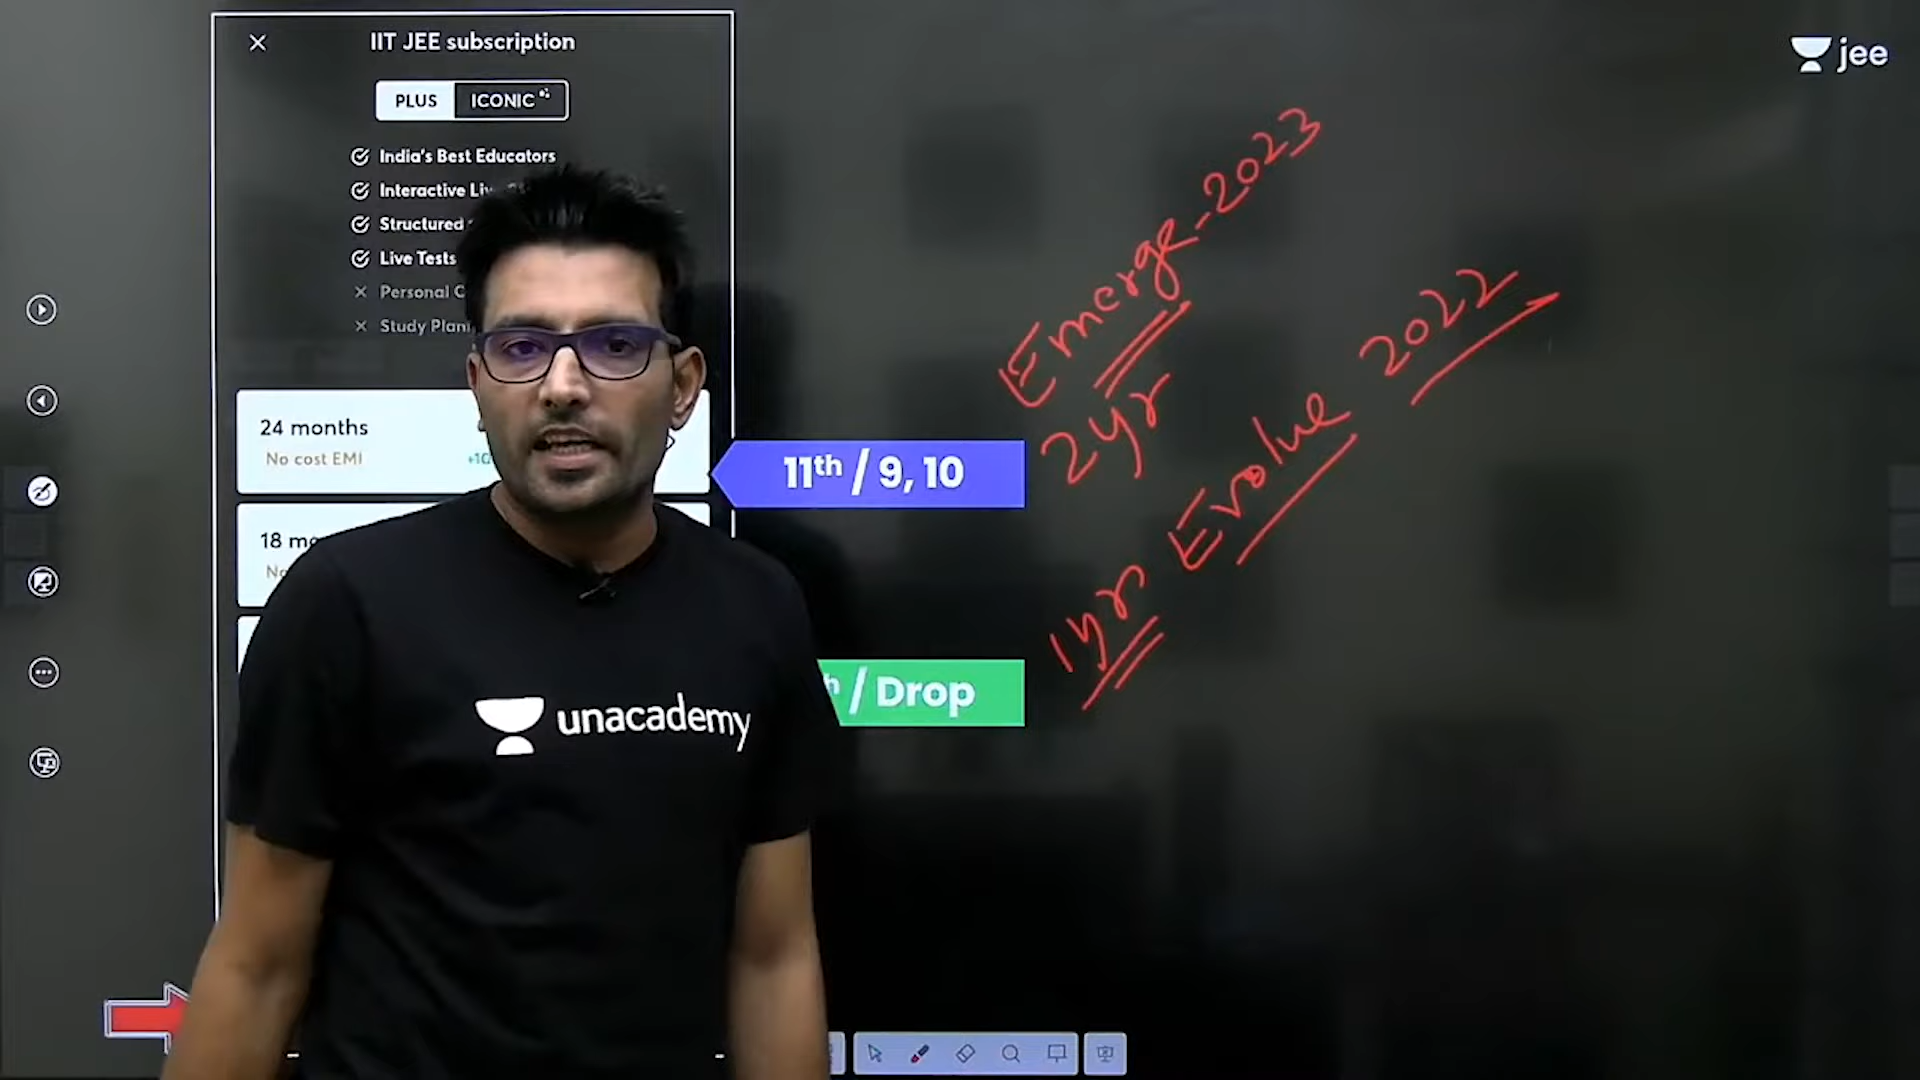 IIT JEE subscription
PLUS
ICONIC
India's Best Educators
Interactive
Structured
Live Tests
Personal
Study
24 months
No cost EMI
18
11th / 9, 10
/ Drop
Emerge-2023
2yr
Evolve 2022
1yr
unacademy
jee